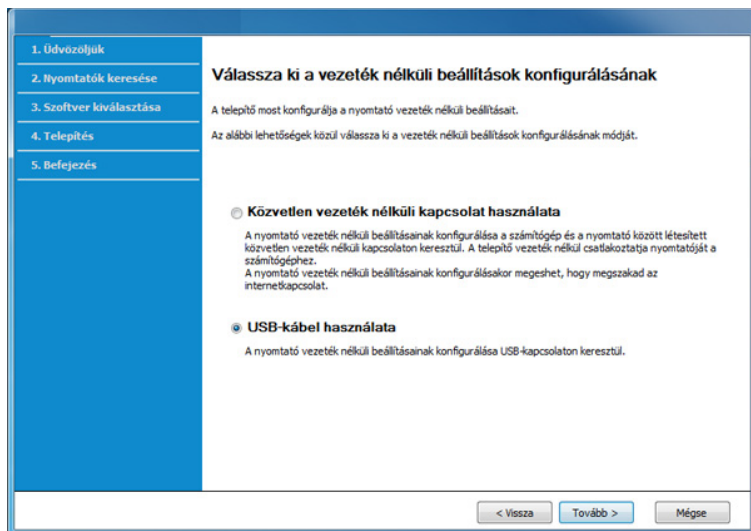 1. Üdvözöljük
2. Nyomtatók keresése
3. Szoftver kiválasztása
4. Telepítés
5. Befejezés
Válassza ki a vezeték nélküli beállítások konfigurálásának
A telepítő most konfigurálja a nyomtató vezeték nélküli beállításait.
Az alábbi lehetőségek közül válassza ki a vezeték nélküli beállítások konfigurálásának módját.
Közvetlen vezeték nélküli kapcsolat használata
A nyomtató vezeték nélküli beállításainak konfigurálása a számítógép és a nyomtató között létesített
közvetlen vezeték nélküli kapcsolaton keresztül. A telepítő vezeték nélkül csatlakoztatja nyomtatóját a
számítógéphez.
A nyomtató vezeték nélküli beállításainak konfigurálásakor megeshet, hogy megszakad az
internetkapcsolat.
USB-kábel használata
A nyomtató vezeték nélküli beállításainak konfigurálása USB-kapcsolaton keresztül.
< Vissza
Tovább >
Mégse